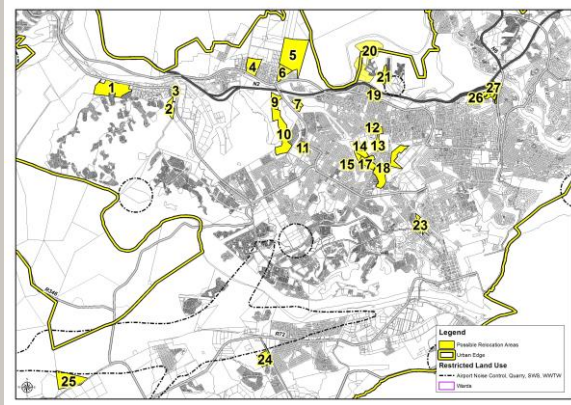 5
20
4
6
21
1
3
N2
27
26
2
9
7
19
10
12
11
14 13
15 17 18
23
R346
R72
24
25
Legend
Possible Relocation Areas
Urban Edge
Restricted Land Use
Airport Noise Control, Quarry, SWS, WWTW
Wards